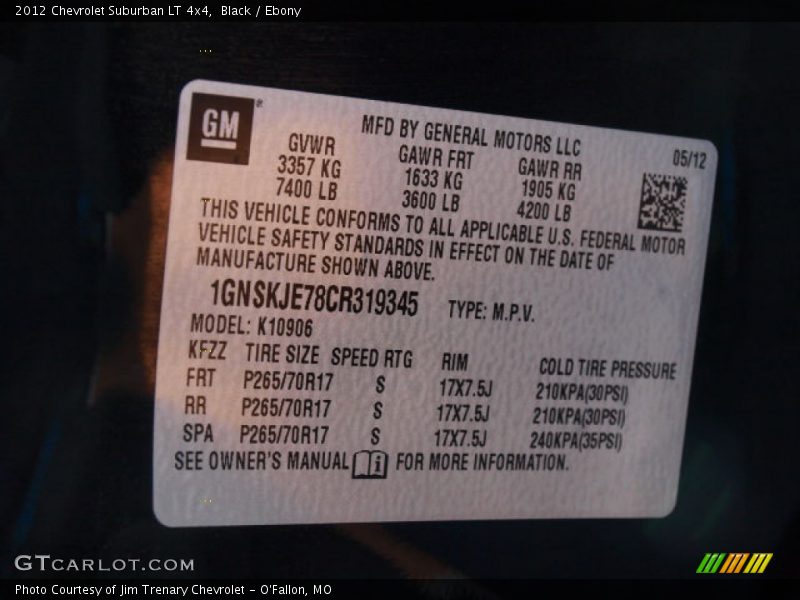 2012 Chevrolet Suburban LT 4x4, Black / Ebony
GM®
MFD BY GENERAL MOTORS LLC
05/12
GVWR GAWR FRT GAWR RR
3357 KG 1633 KG 1905 KG
7400 LB 3600 LB 4200 LB
THIS VEHICLE CONFORMS TO ALL APPLICABLE U.S. FEDERAL MOTOR
VEHICLE SAFETY STANDARDS IN EFFECT ON THE DATE OF
MANUFACTURE SHOWN ABOVE.
1GNSKJE78CR319345 TYPE: M.P.V.
MODEL: K10906
KFZZ TIRE SIZE SPEED RTG RIM COLD TIRE PRESSURE
FRT P265/70R17 S 17X7.5J 210KPA(30PSI)
RR P265/70R17 S 17X7.5J 210KPA(30PSI)
SPA P265/70R17 S 17X7.5J 240KPA(35PSI)
SEE OWNER'S MANUAL i FOR MORE INFORMATION.
GTCARLOT.COM
Photo Courtesy of Jim Trenary Chevrolet - O'Fallon, MO